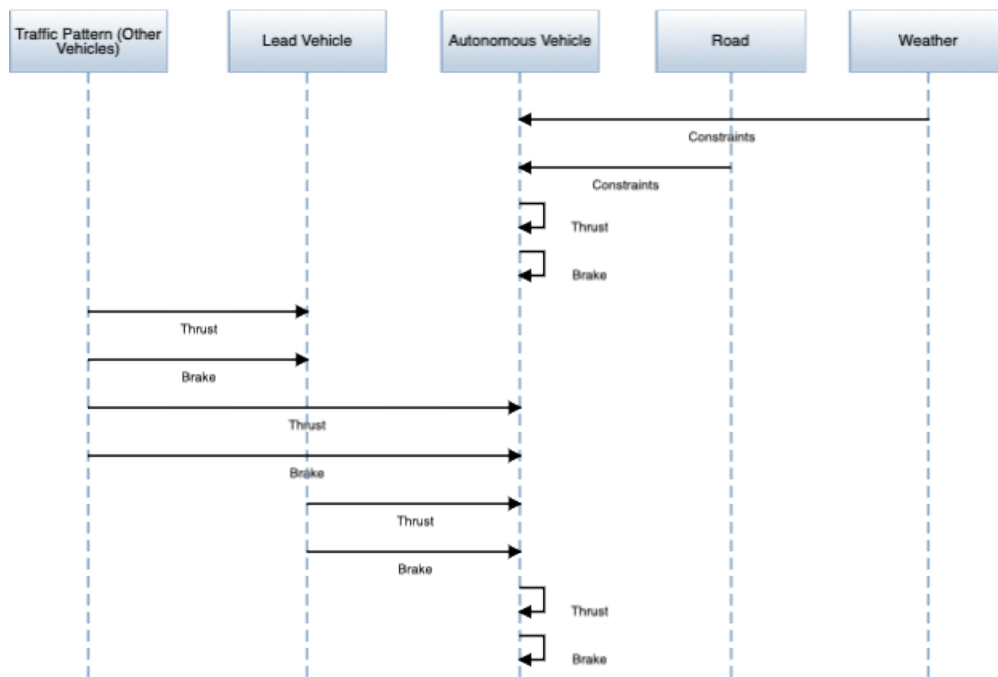 Traffic Pattern (Other
Vehicles)
Lead Vehicle
Autonomous Vehicle
Road
Weather
Constraints
Constraints
Thrust
Brake
Thrust
Brake
Thrust
Brake
Thrust
Brake
Thrust
Brake